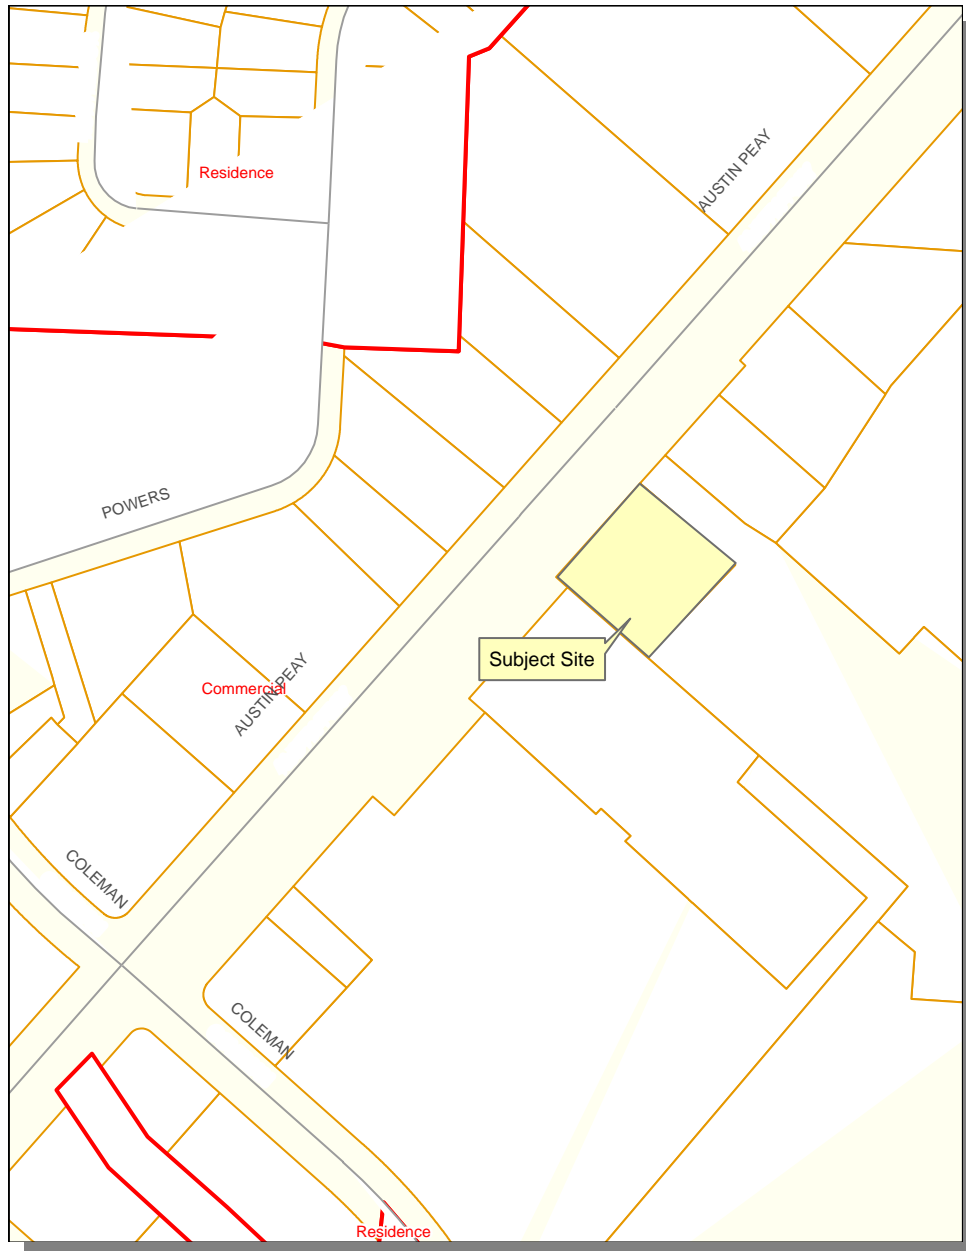 AUSTIN PEAY
Residence
POWERS
Subject Site
Commercial
AUSTIN PEAY
COLEMAN
COLEMAN
Residence